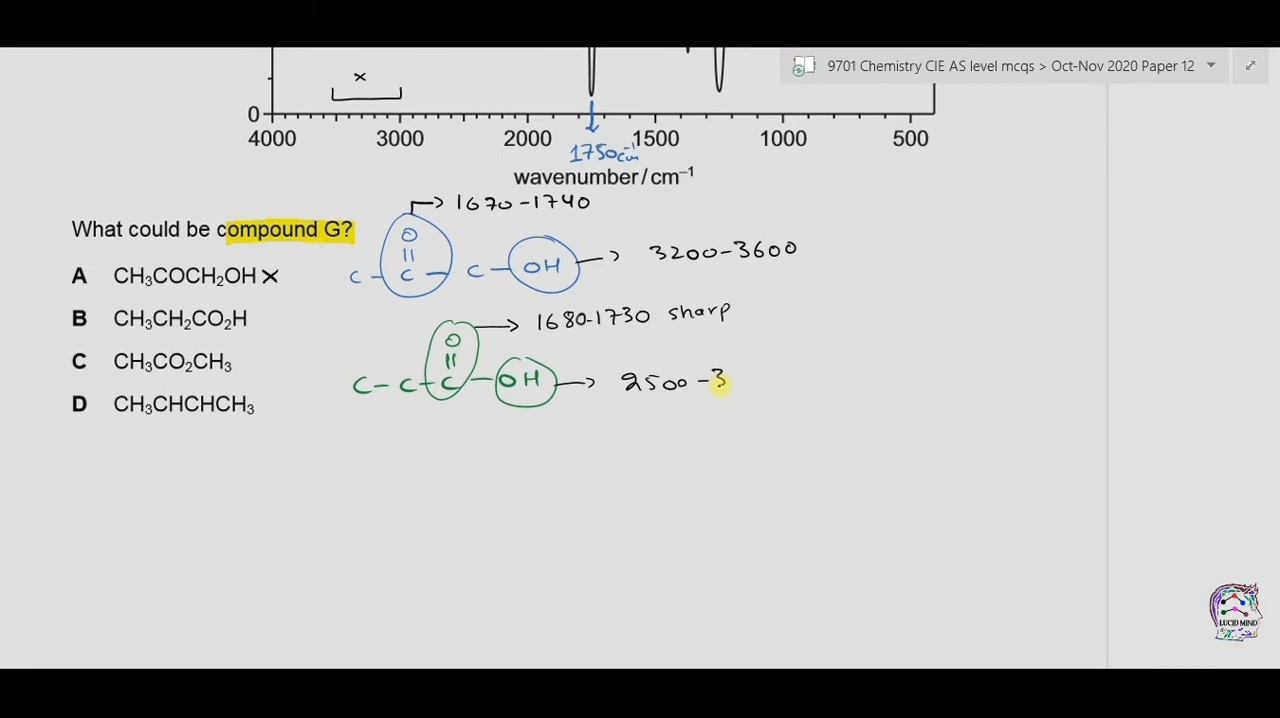 9701 Chemistry CIE AS level mcqs > Oct-Nov 2020 Paper 12
x
0
4000 3000 2000 1500 1000 500
1750cm⁻¹
wavenumber/cm⁻¹
1670-1740
What could be compound G?
O
C - C - C - OH
3200-3600
A CH₃COCH₂OH x
1680-1730 sharp
B CH₃CH₂CO₂H
O
C CH₃CO₂CH₃
C - C - C - OH
2500-3
D CH₃CHCHCH₃
LUCID MIND